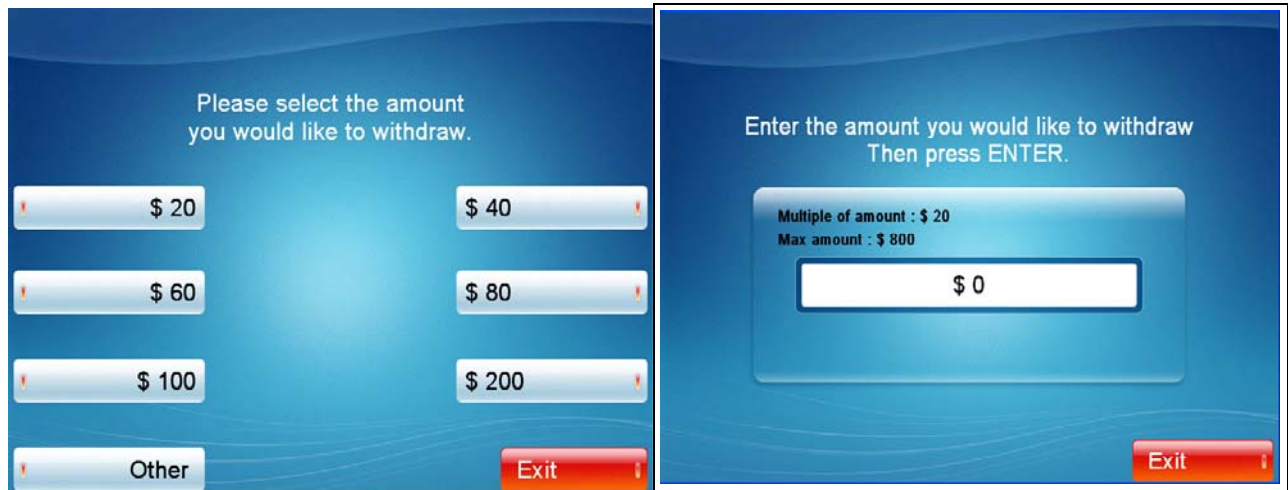 Please select the amount
you would like to withdraw.
$ 20
$ 40
$ 60
$ 80
$ 100
$ 200
Other
Exit
Enter the amount you would like to withdraw
Then press ENTER.
Multiple of amount : $ 20
Max amount : $ 800
$ 0
Exit